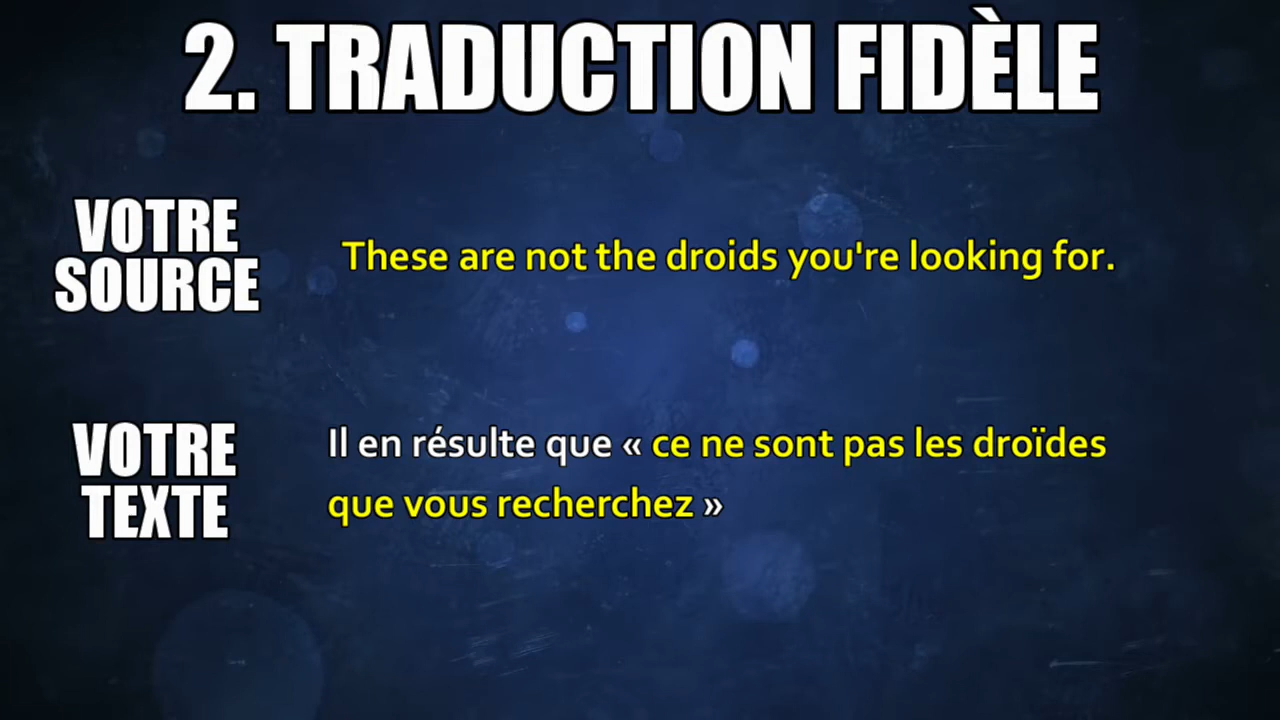 2. TRADUCTION FIDÈLE
VOTRE
SOURCE
These are not the droids you're looking for.
VOTRE
TEXTE
Il en résulte que « ce ne sont pas les droïdes
que vous recherchez »